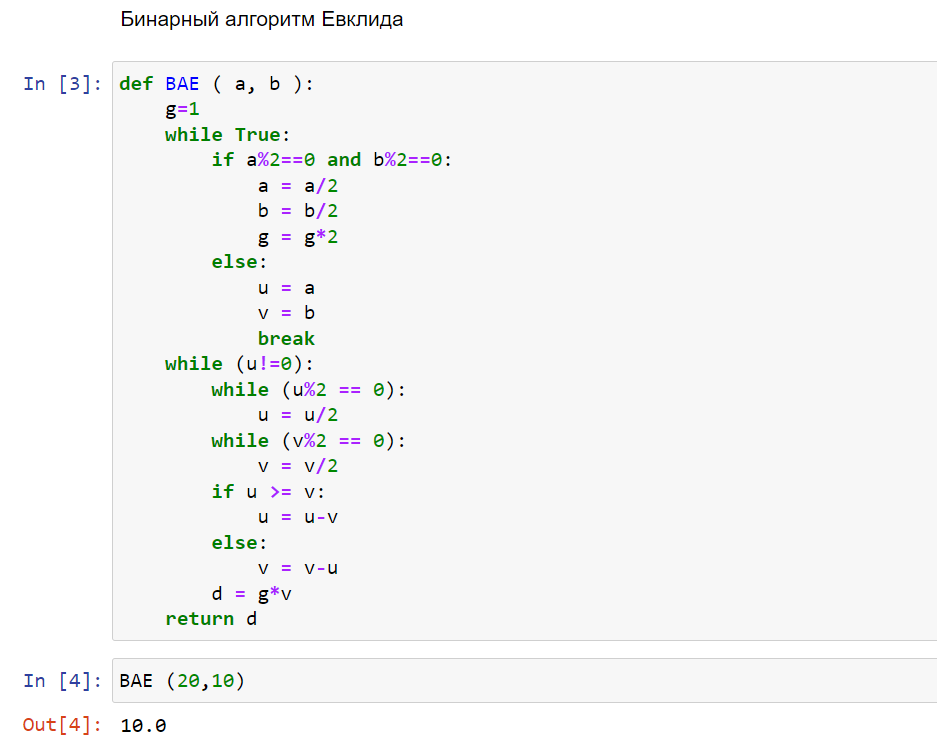 Бинарный алгоритм Евклида
In [3]: def BAE ( a, b ):
    g=1
    while True:
        if a%2==0 and b%2==0:
            a = a/2
            b = b/2
            g = g*2
        else:
            u = a
            v = b
            break
    while (u!=0):
        while (u%2 == 0):
            u = u/2
        while (v%2 == 0):
            v = v/2
        if u >= v:
            u = u-v
        else:
            v = v-u
        d = g*v
    return d
In [4]: BAE (20,10)
Out[4]: 10.0